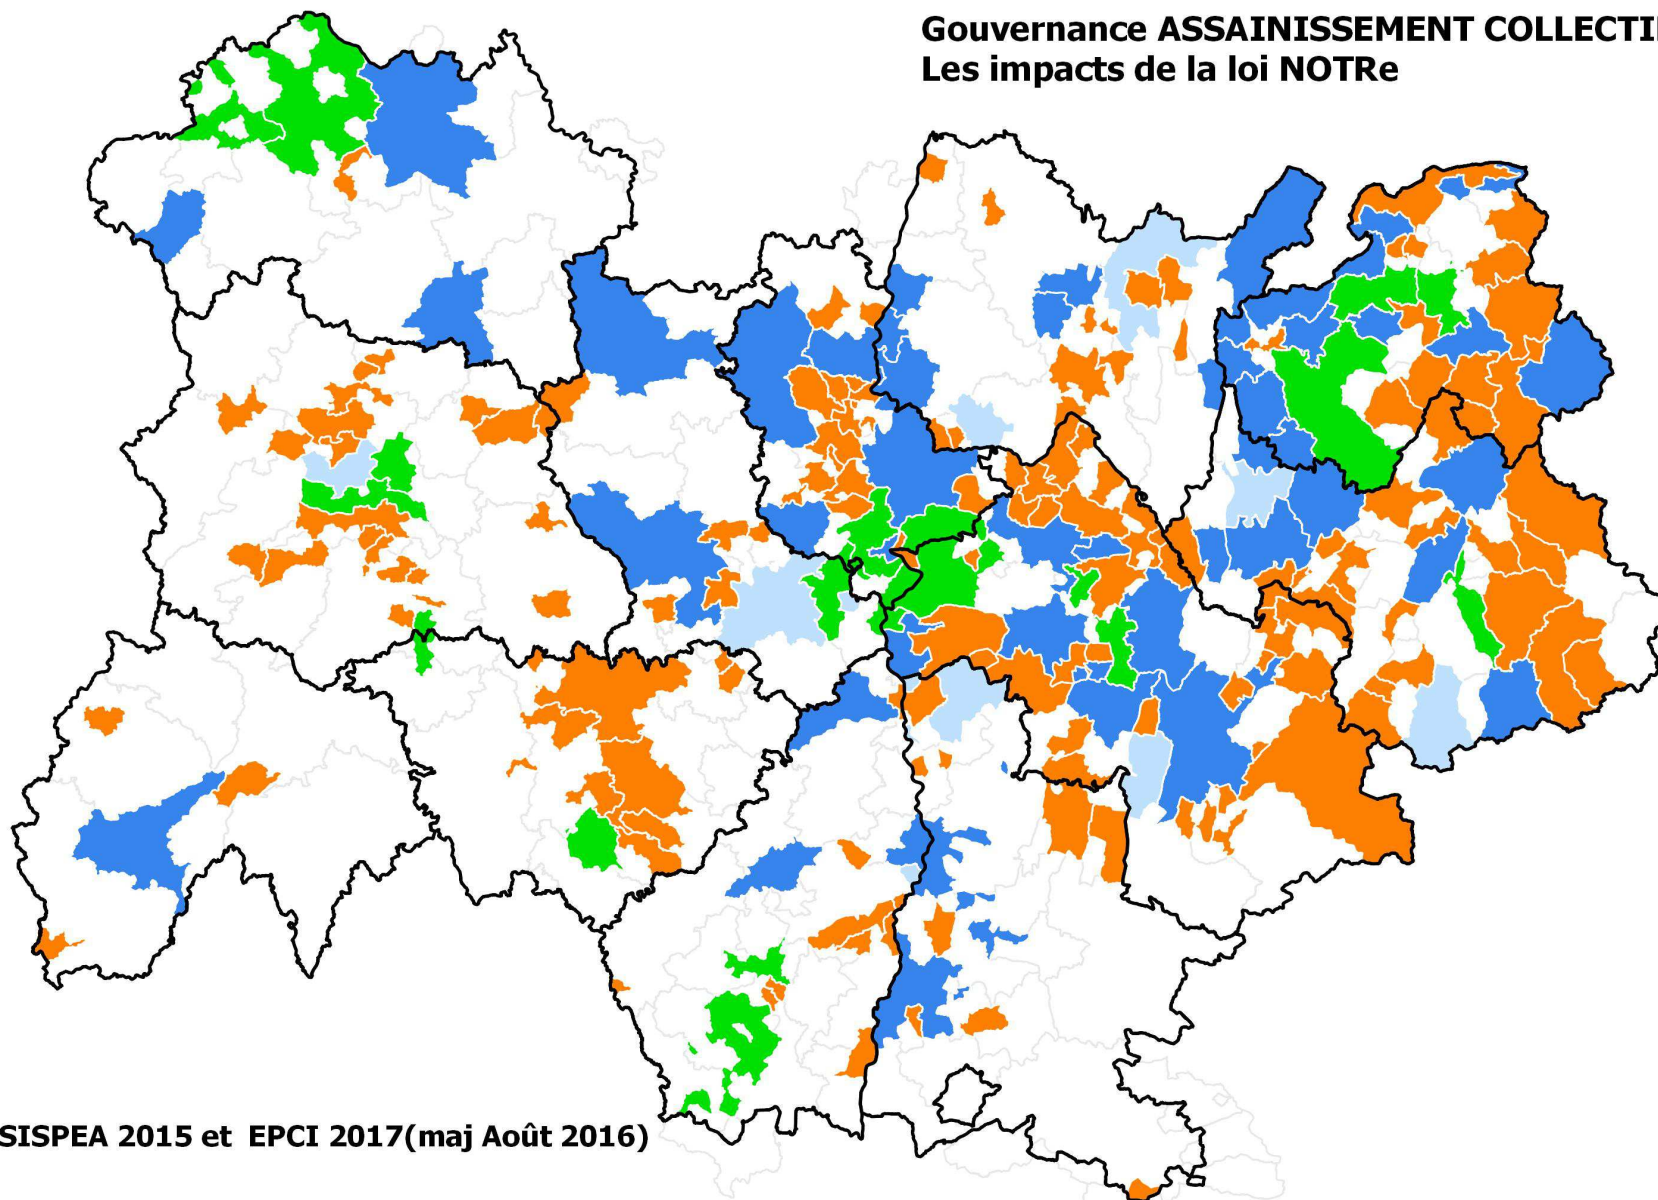 Gouvernance ASSAINISSEMENT COLLECTI
Les impacts de la loi NOTRe
SISPEA 2015 et EPCI 2017(maj Août 2016)